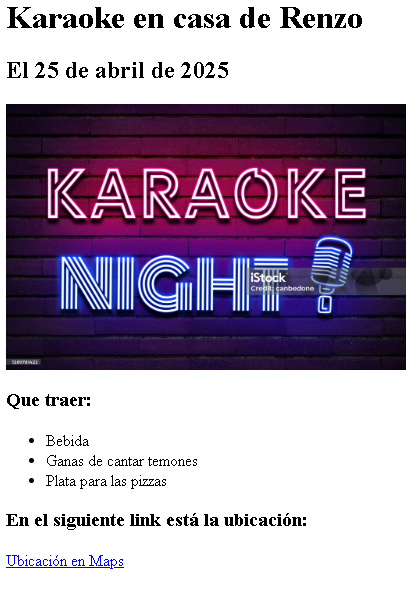 Karaoke en casa de Renzo
El 25 de abril de 2025
KARAOKE
NIGHT
iStock
Credit: canbedone
Que traer:
Bebida
Ganas de cantar temones
Plata para las pizzas
En el siguiente link está la ubicación:
Ubicación en Maps